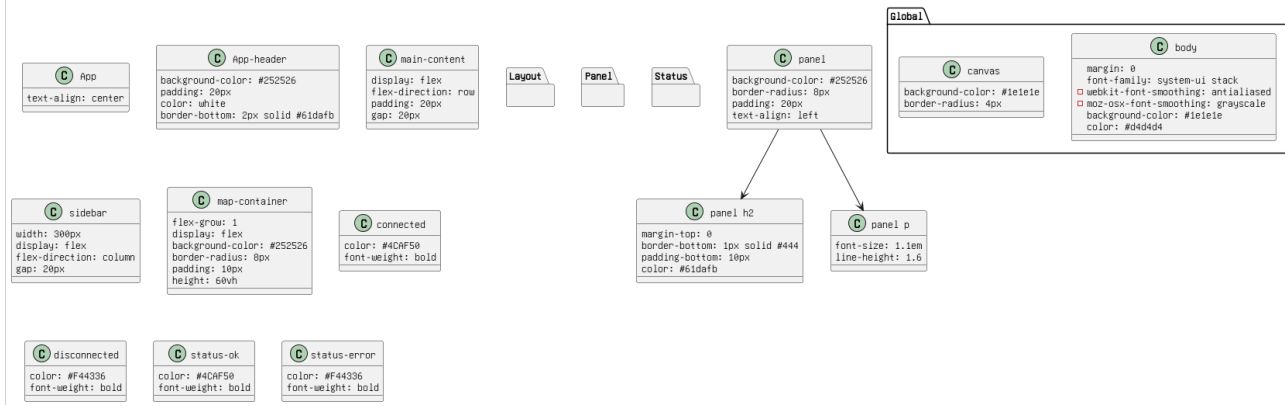 Global
C App
text-align: center
C App-header
background-color: #252526
padding: 20px
color: white
border-bottom: 2px solid #61dafb
C main-content
display: flex
flex-direction: row
padding: 20px
gap: 20px
Layout
Panel
Status
C panel
background-color: #252526
border-radius: 8px
padding: 20px
text-align: left
C canvas
background-color: #1e1e1e
border-radius: 4px
C body
margin: 0
font-family: system-ui stack
webkit-font-smoothing: antialiased
moz-osx-font-smoothing: grayscale
background-color: #1e1e1e
color: #d4d4d4
C sidebar
width: 300px
display: flex
flex-direction: column
gap: 20px
C map-container
flex-grow: 1
display: flex
background-color: #252526
border-radius: 8px
padding: 10px
height: 60vh
C connected
color: #4CAF50
font-weight: bold
C panel h2
margin-top: 0
border-bottom: 1px solid #444
padding-bottom: 10px
color: #61dafb
C panel p
font-size: 1.1em
line-height: 1.6
C disconnected
color: #F44336
font-weight: bold
C status-ok
color: #4CAF50
font-weight: bold
C status-error
color: #F44336
font-weight: bold